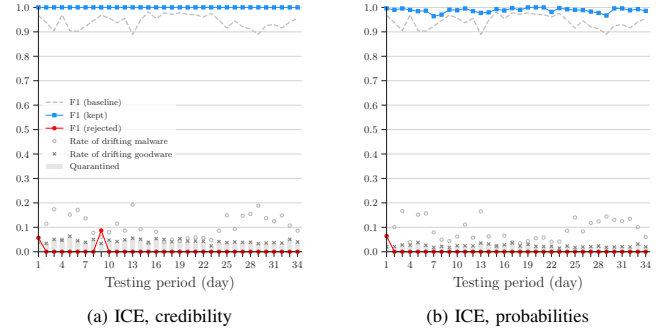 1.0
0.9
0.8
0.7
0.6
0.5
0.4
0.3
0.2
0.1
0.0
F1 (baseline)
F1 (kept)
F1 (rejected)
Rate of drifting malware
Rate of drifting goodware
Quarantined
1 4 7 10 13 16 19 22 25 28 31 34
Testing period (day)
(a) ICE, credibility
1.0
0.9
0.8
0.7
0.6
0.5
0.4
0.3
0.2
0.1
0.0
1 4 7 10 13 16 19 22 25 28 31 34
Testing period (day)
(b) ICE, probabilities